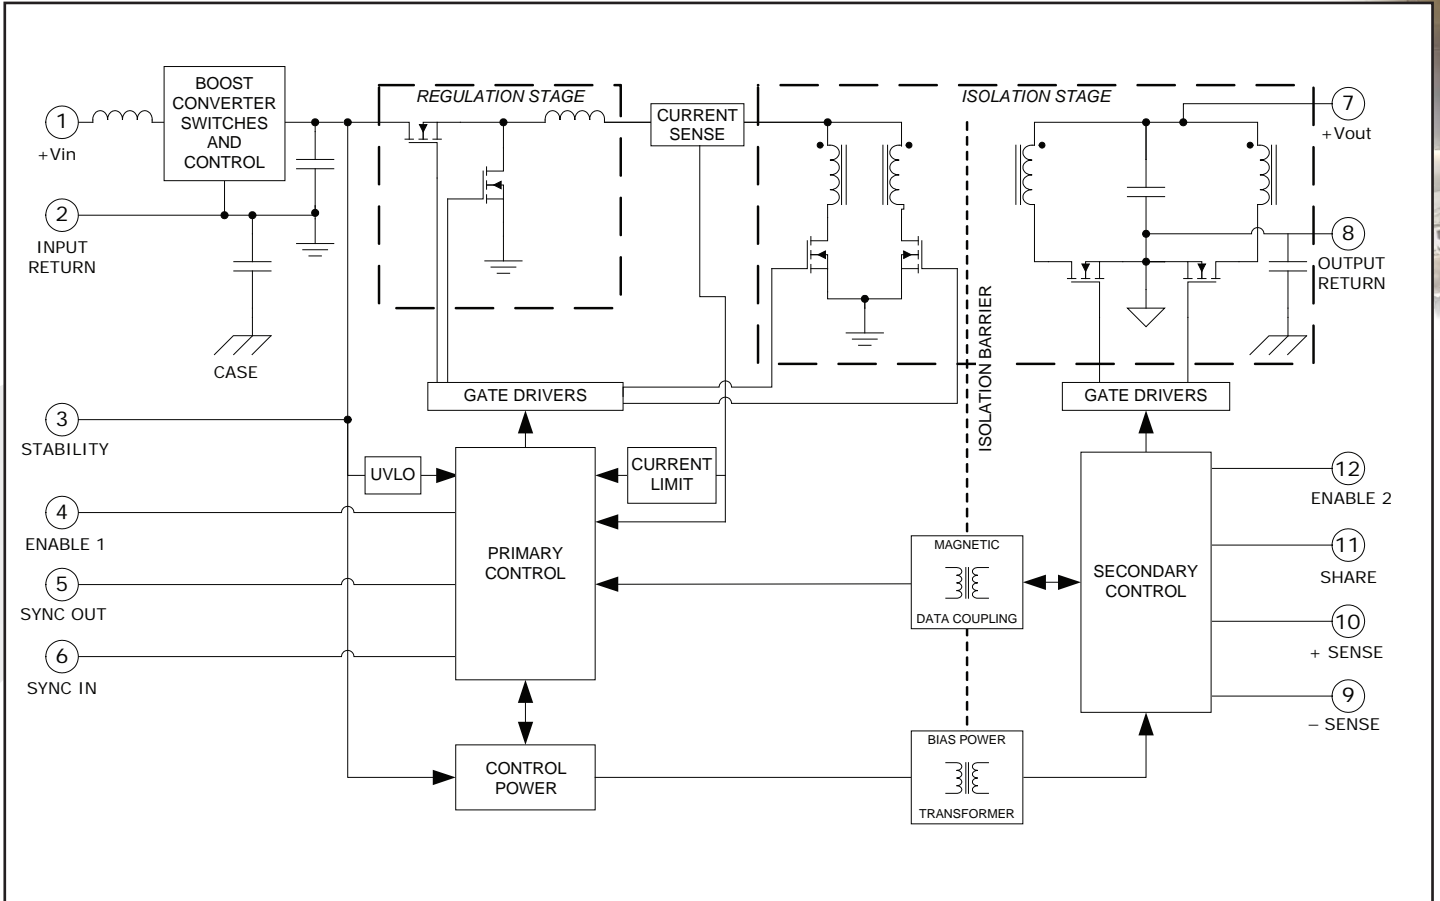 BOOST
CONVERTER
SWITCHES
AND
CONTROL
REGULATION STAGE
CURRENT
SENSE
ISOLATION STAGE
1
+Vin
7
+Vout
2
INPUT
RETURN
8
OUTPUT
RETURN
CASE
ISOLATION BARRIER
GATE DRIVERS
GATE DRIVERS
3
STABILITY
UVLO
CURRENT
LIMIT
12
ENABLE 2
4
ENABLE 1
PRIMARY
CONTROL
MAGNETIC
DATA COUPLING
SECONDARY
CONTROL
11
SHARE
5
SYNC OUT
10
+ SENSE
6
SYNC IN
9
– SENSE
CONTROL
POWER
BIAS POWER
TRANSFORMER